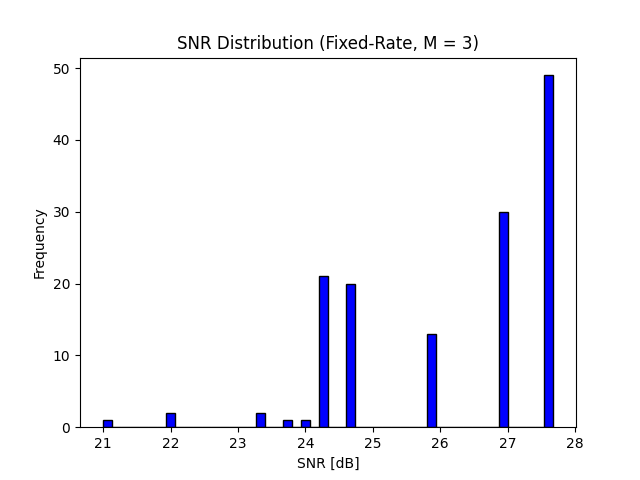 SNR Distribution (Fixed-Rate, M = 3)
50
40
30
20
10
0
Frequency
21 22 23 24 25 26 27 28
SNR [dB]